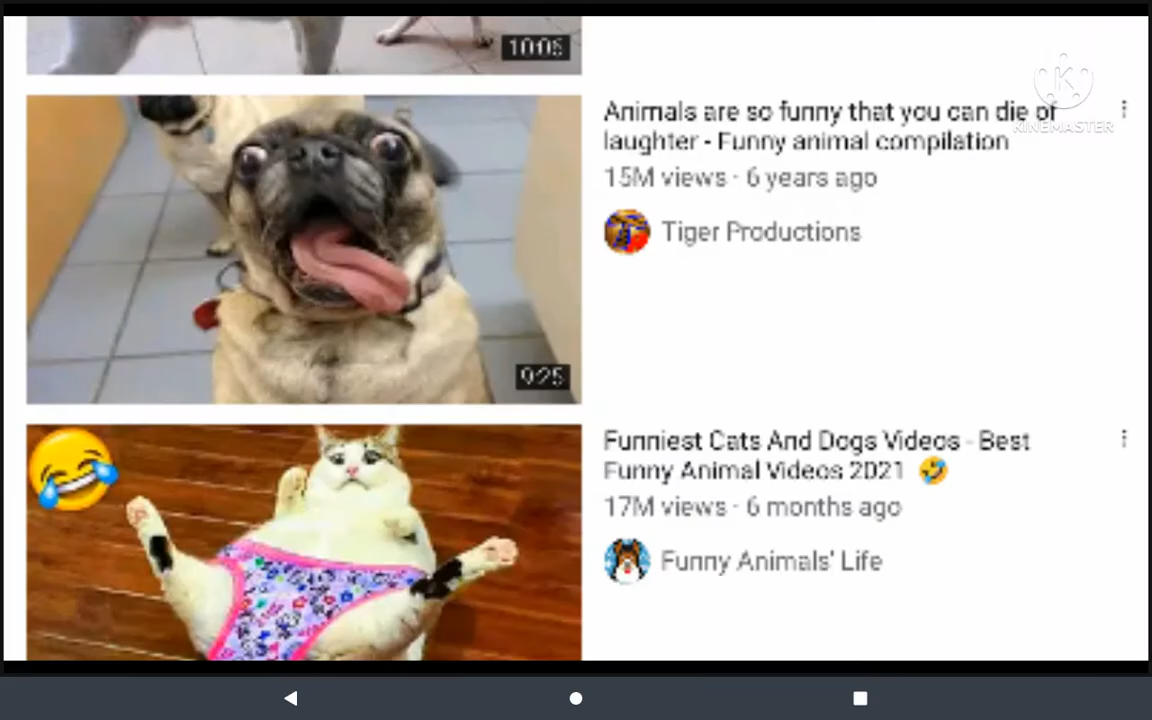 10:06
Animals are so funny that you can die of
laughter - Funny animal compilation
15M views · 6 years ago
Tiger Productions
9:25
Funniest Cats And Dogs Videos - Best
Funny Animal Videos 2021 🤣
17M views · 6 months ago
Funny Animals' Life
K
KINEMASTER